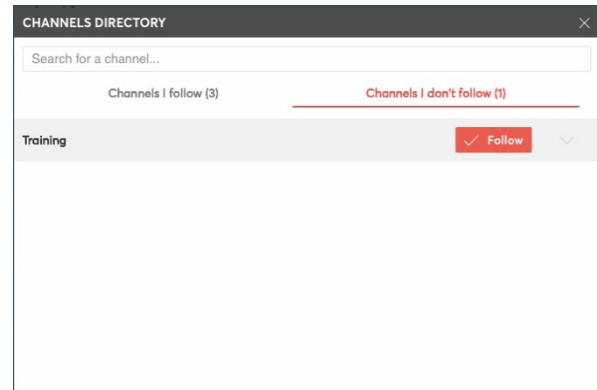 CHANNELS DIRECTORY
Search for a channel...
Channels I follow (3)
Channels I don't follow (1)
Training
Follow